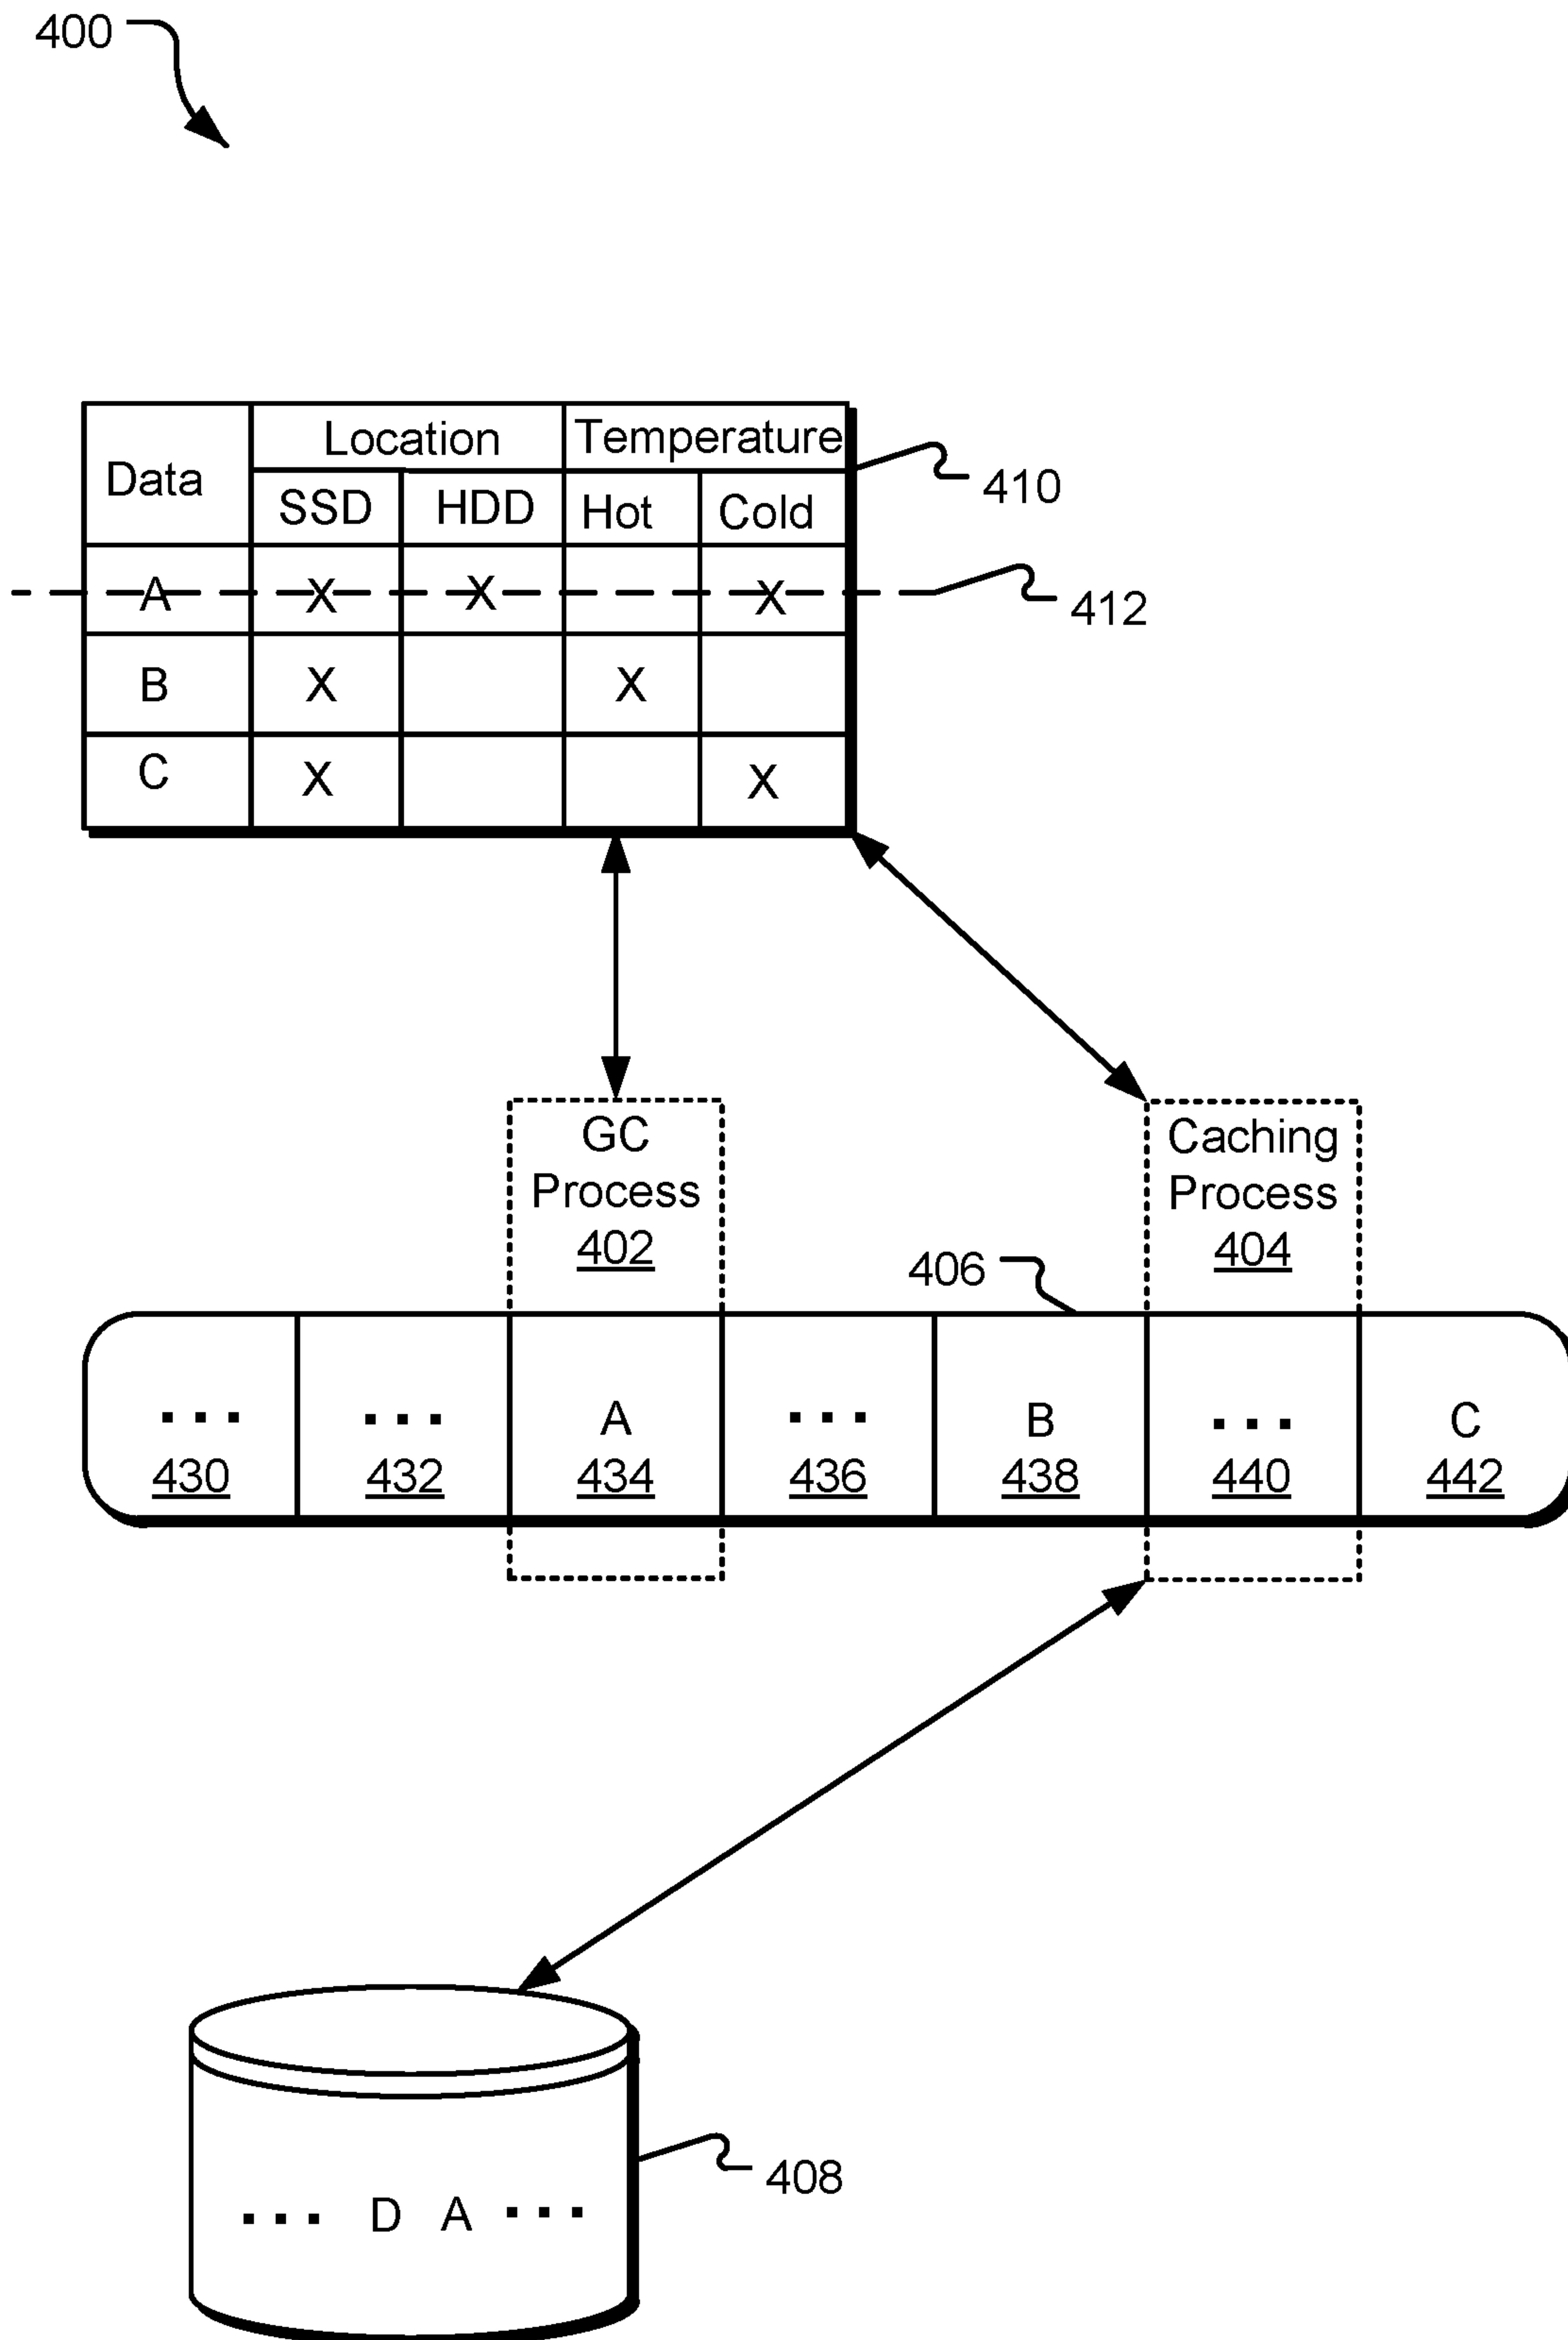 400
Location Temperature
Data
SSD HDD Hot Cold
410
A X X X
412
B X X
C X X
GC
Process
402
Caching
Process
404
406
... ... A ... B ... C
430 432 434 436 438 440 442
408
... D A ...